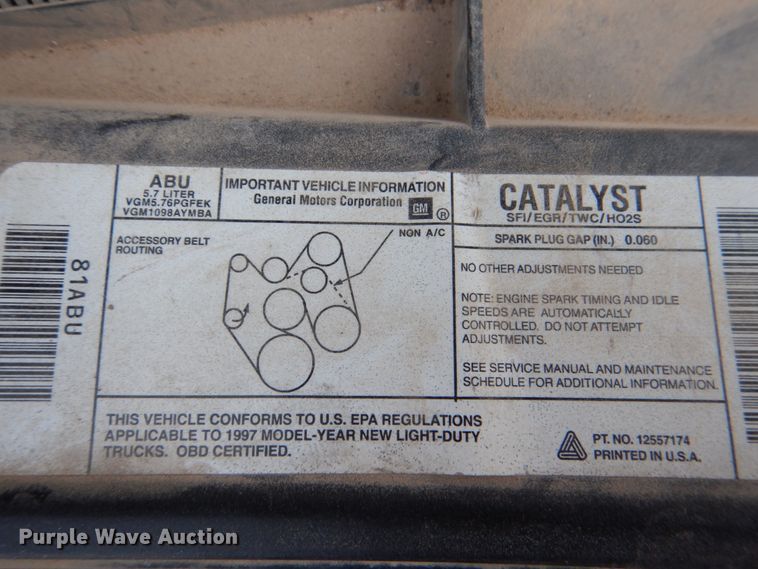 81ABU
ABU
5.7 LITER
VGM5.76PGFEK
VGM1098AYMBA
IMPORTANT VEHICLE INFORMATION
General Motors Corporation GM ®
ACCESSORY BELT
ROUTING
NON A/C
CATALYST
SFI/EGR/TWC/HO2S
SPARK PLUG GAP (IN.) 0.060
NO OTHER ADJUSTMENTS NEEDED
NOTE: ENGINE SPARK TIMING AND IDLE
SPEEDS ARE AUTOMATICALLY
CONTROLLED. DO NOT ATTEMPT
ADJUSTMENTS.
SEE SERVICE MANUAL AND MAINTENANCE
SCHEDULE FOR ADDITIONAL INFORMATION.
THIS VEHICLE CONFORMS TO U.S. EPA REGULATIONS
APPLICABLE TO 1997 MODEL-YEAR NEW LIGHT-DUTY
TRUCKS. OBD CERTIFIED.
PT. NO. 12557174
PRINTED IN U.S.A.
Purple Wave Auction